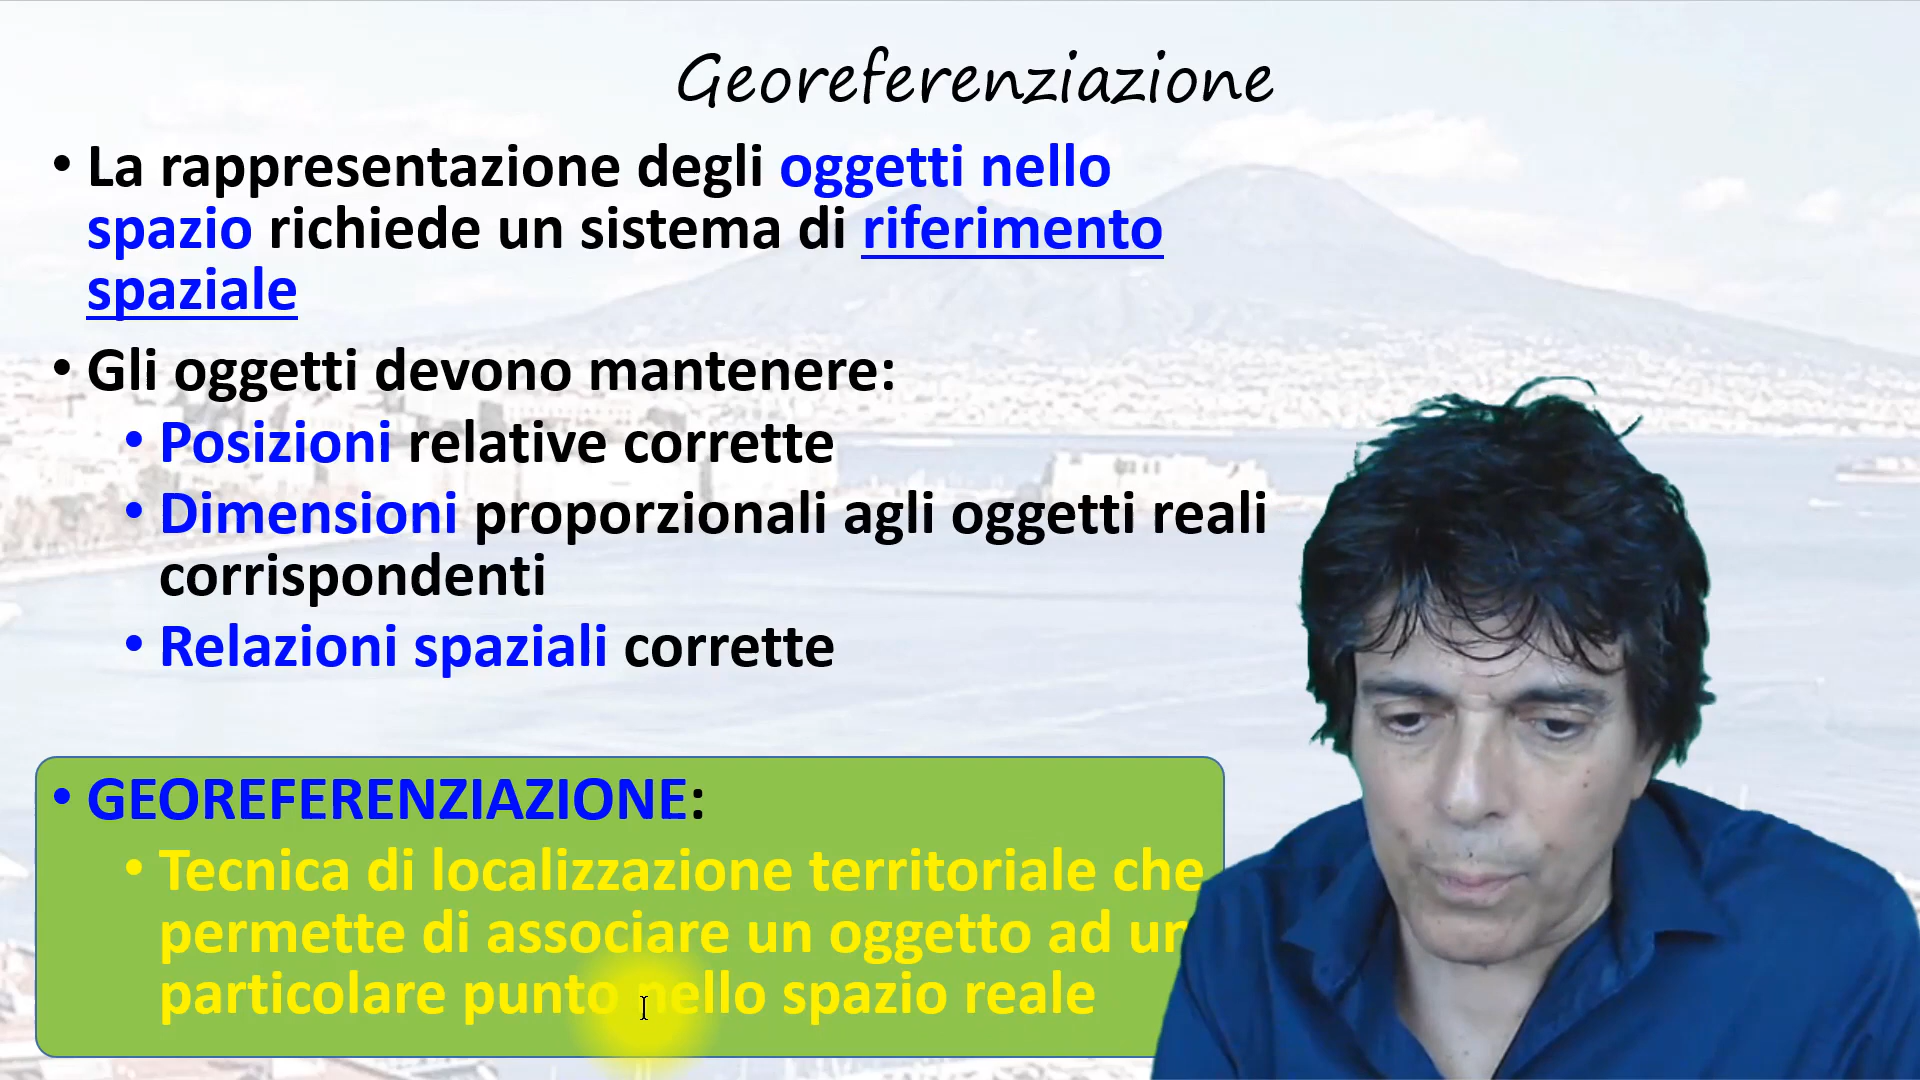 Georeferenziazione
• La rappresentazione degli oggetti nello
spazio richiede un sistema di riferimento
spaziale
• Gli oggetti devono mantenere:
• Posizioni relative corrette
• Dimensioni proporzionali agli oggetti reali
corrispondenti
• Relazioni spaziali corrette
• GEOREFERENZIAZIONE:
• Tecnica di localizzazione territoriale che
permette di associare un oggetto ad un
particolare punto nello spazio reale